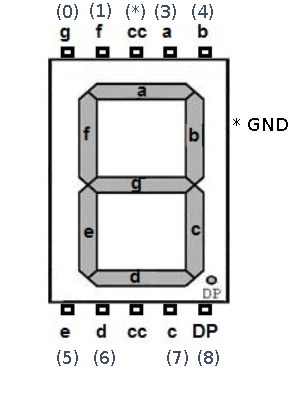 (0) (1) (*) (3) (4)
g f cc a b
a
f b
* GND
g
e c
d
DP
e d cc c DP
(5) (6) (7) (8)